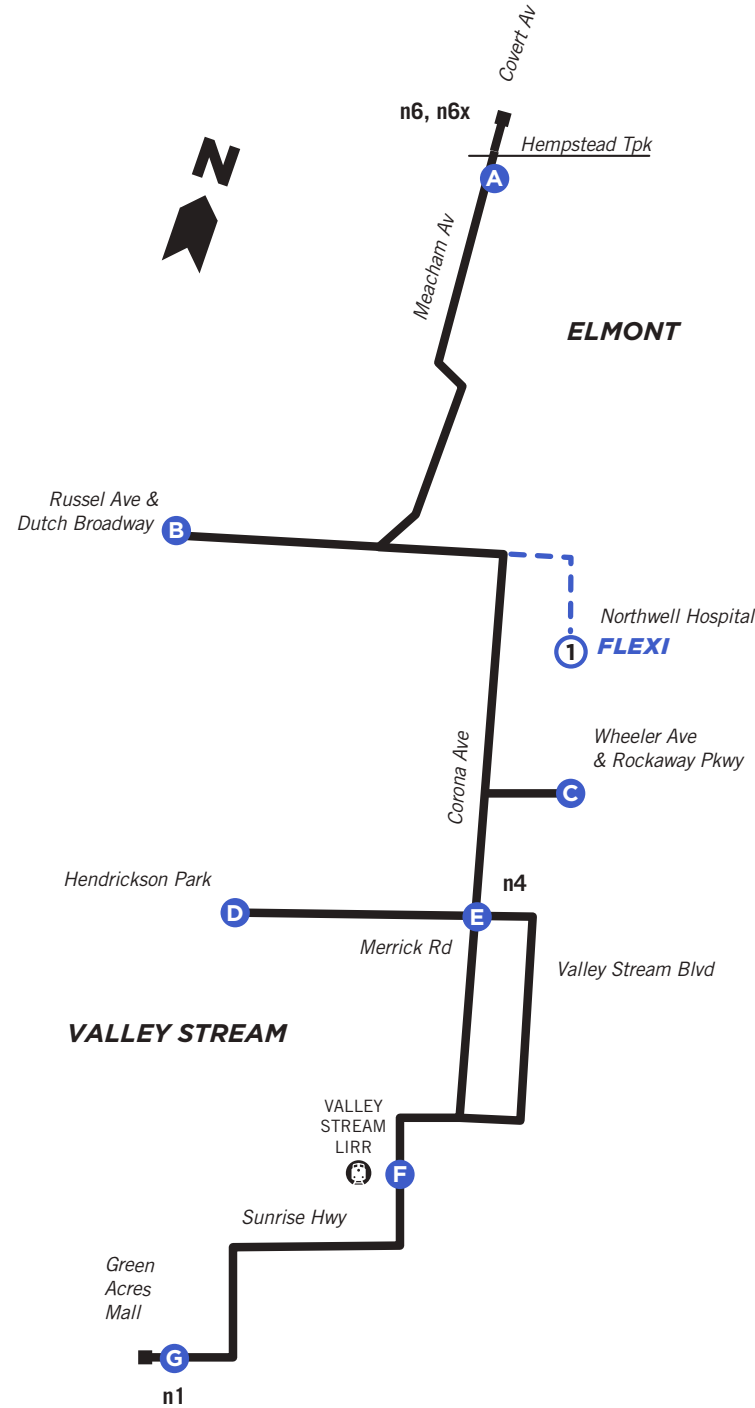 Covert Av
n6, n6x
N
Hempstead Tpk
A
Meacham Av
ELMONT
Russel Ave &
Dutch Broadway
B
Northwell Hospital
1
FLEXI
Wheeler Ave
& Rockaway Pkwy
C
Corona Ave
Hendrickson Park
n4
D
E
Merrick Rd
Valley Stream Blvd
VALLEY STREAM
VALLEY
STREAM
LIRR
F
Sunrise Hwy
Green
Acres
Mall
G
n1